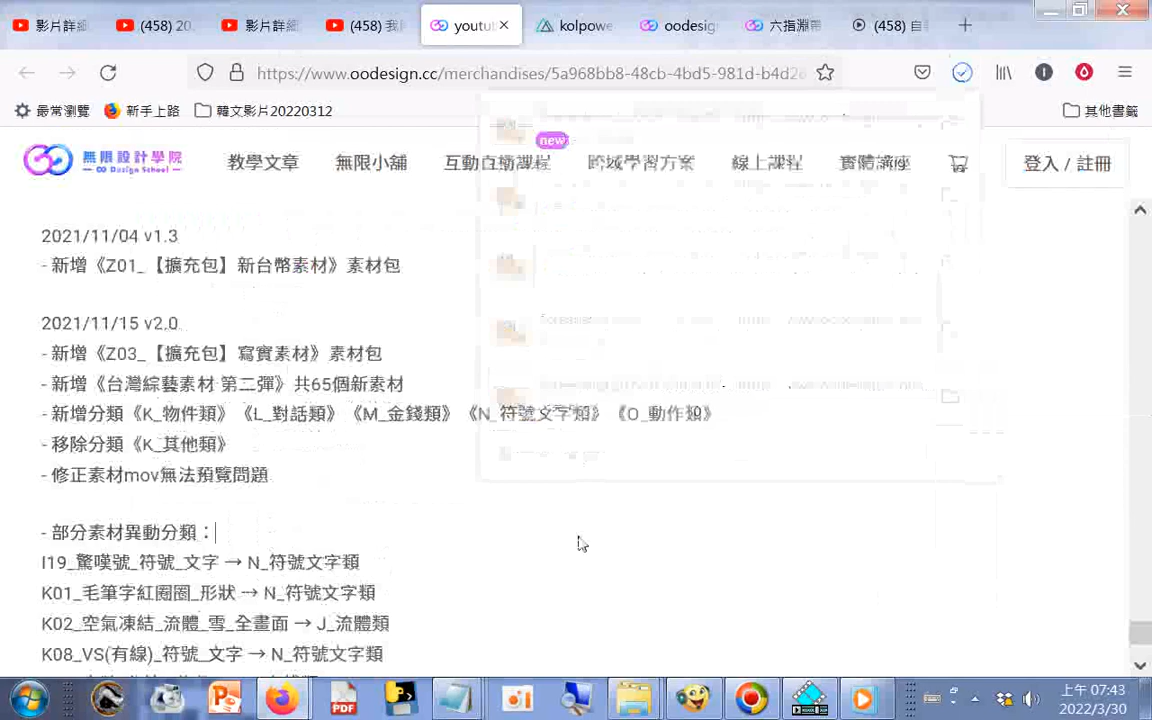 影片詳細
(458) 20
影片詳細
(458) 我
youtu
kolpowe
oodesig
六指淵
(458) 自
https://www.oodesign.cc/merchandises/5a968bb8-48cb-4bd5-981d-b4d2
最常瀏覽
新手上路
韓文影片20220312
其他書籤
無限設計學院
∞ Dozign School
教學文章
無限小舖
new
互動直播課程
跨域學習方案
線上課程
實體講座
登入 / 註冊
2021/11/04 v1.3
- 新增《Z01_【擴充包】新台幣素材》素材包
2021/11/15 v2.0
- 新增《Z03_【擴充包】寫實素材》素材包
- 新增《台灣綜藝素材 第二彈》共65個新素材
- 新增分類《K_物件類》《L_對話類》《M_金錢類》《N_符號文字類》《O_動作類》
- 移除分類《K_其他類》
- 修正素材mov無法預覽問題
- 部分素材異動分類：
I19_驚嘆號_符號_文字 → N_符號文字類
K01_毛筆字紅圈圈_形狀 → N_符號文字類
K02_空氣凍結_流體_雪_全畫面 → J_流體類
K08_VS(有線)_符號_文字 → N_符號文字類
PDF
上午 07:43
2022/3/30